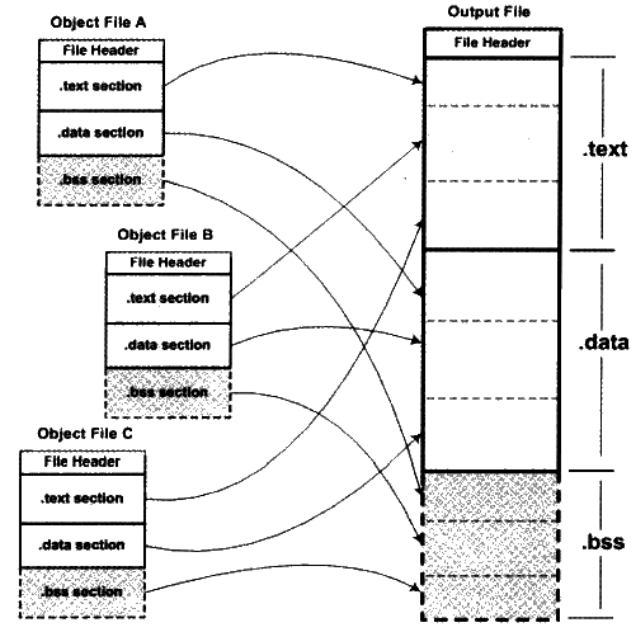 Object File A
File Header
.text section
.data section
.bss section
Object File B
File Header
.text section
.data section
.bss section
Object File C
File Header
.text section
.data section
.bss section
Output File
File Header
.text
.data
.bss